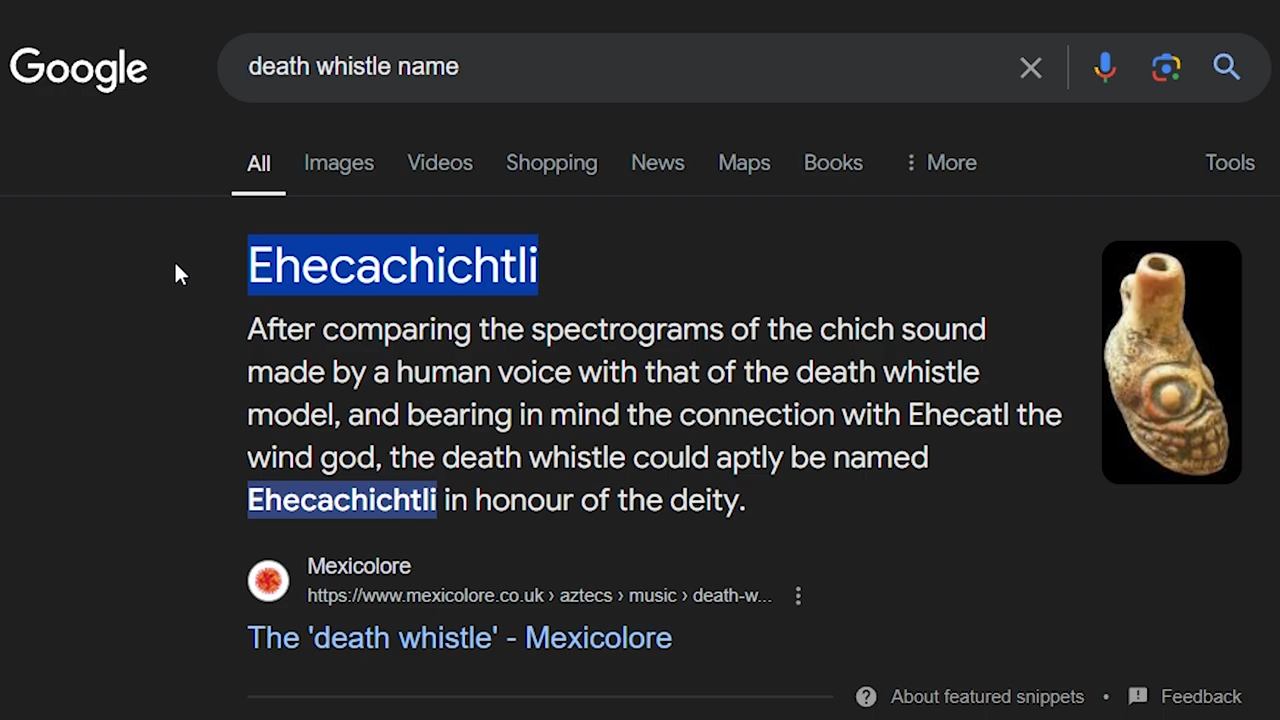 Google
death whistle name
All Images Videos Shopping News Maps Books More Tools
Ehecachichtli
After comparing the spectrograms of the chich sound
made by a human voice with that of the death whistle
model, and bearing in mind the connection with Ehecatl the
wind god, the death whistle could aptly be named
Ehecachichtli in honour of the deity.
Mexicolore
https://www.mexicolore.co.uk › aztecs › music › death-w...
The 'death whistle' - Mexicolore
About featured snippets • Feedback